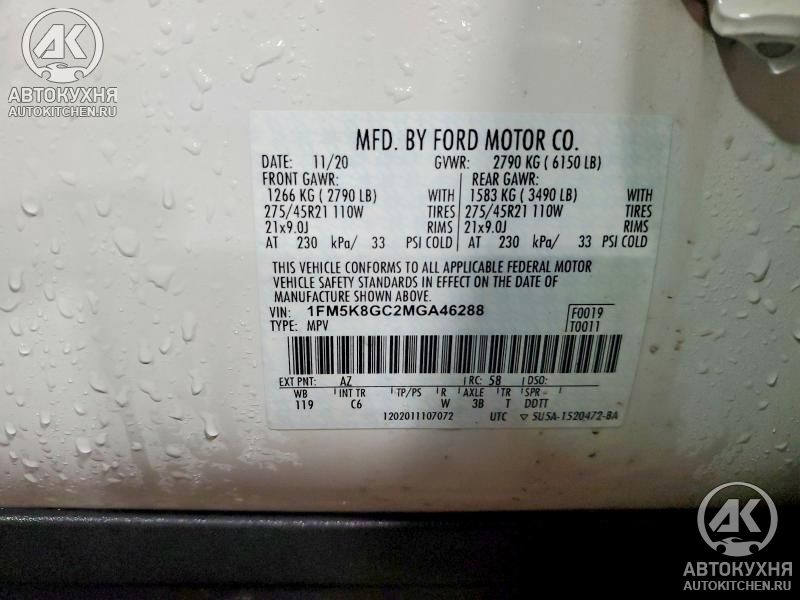 AK
АВТОКУХНЯ
AUTOKITCHEN.RU
MFD. BY FORD MOTOR CO.
DATE: 11/20 GVWR: 2790 KG ( 6150 LB)
FRONT GAWR: REAR GAWR:
1266 KG ( 2790 LB) WITH 1583 KG ( 3490 LB) WITH
275/45R21 110W TIRES 275/45R21 110W TIRES
21x9.0J RIMS 21x9.0J RIMS
AT 230 kPa/ 33 PSI COLD AT 230 kPa/ 33 PSI COLD
THIS VEHICLE CONFORMS TO ALL APPLICABLE FEDERAL MOTOR
VEHICLE SAFETY STANDARDS IN EFFECT ON THE DATE OF
MANUFACTURE SHOWN ABOVE.
VIN: 1FM5K8GC2MGA46288 F0019
TYPE: MPV T0011
EXT PNT: AZ RC: 58 DSO:
WB INT TR TP/PS R AXLE TR SPR
119 C6 W 3B T DDTT
1202011107072 UTC ▽ SU5A-1520472-BA
AK
АВТОКУХНЯ
AUTOKITCHEN.RU